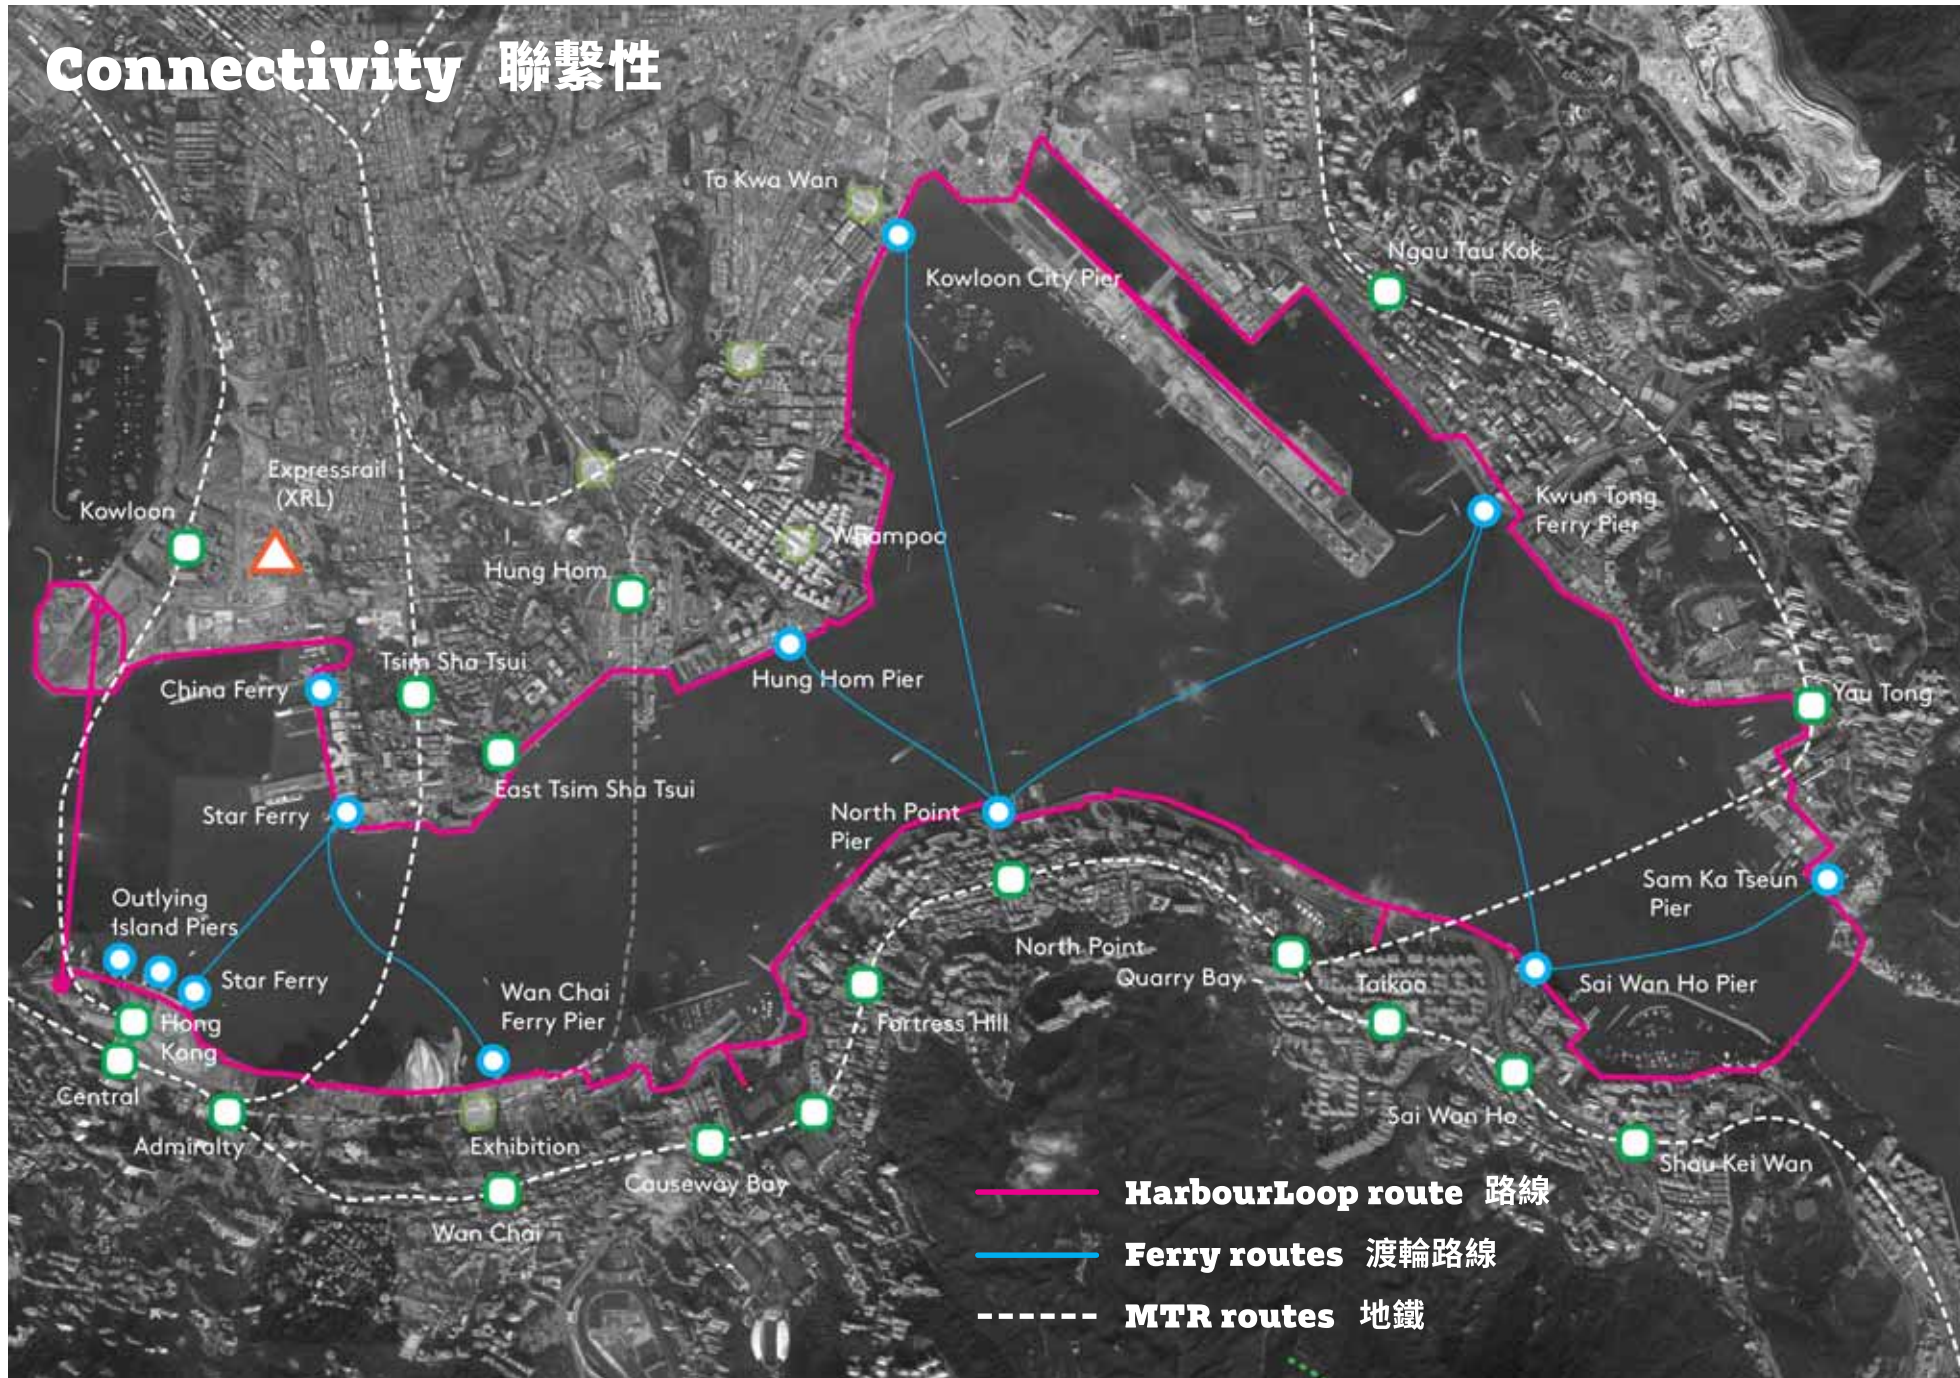 Connectivity 聯繫性
To Kwa Wan
Kowloon City Pier
Ngau Tau Kok
Expressrail
(XRL)
Kowloon
Whampoa
Hung Hom
Kwun Tong
Ferry Pier
Tsim Sha Tsui
China Ferry
Hung Hom Pier
Yau Tong
East Tsim Sha Tsui
Star Ferry
North Point
Pier
Outlying
Island Piers
Star Ferry
Sam Ka Tseun
Pier
North Point
Quarry Bay
Taikoo
Sai Wan Ho Pier
Wan Chai
Ferry Pier
Fortress Hill
Hong
Kong
Central
Admiralty
Exhibition
Sai Wan Ho
Shau Kei Wan
Causeway Bay
Wan Chai
HarbourLoop route 路線
Ferry routes 渡輪路線
MTR routes 地鐵